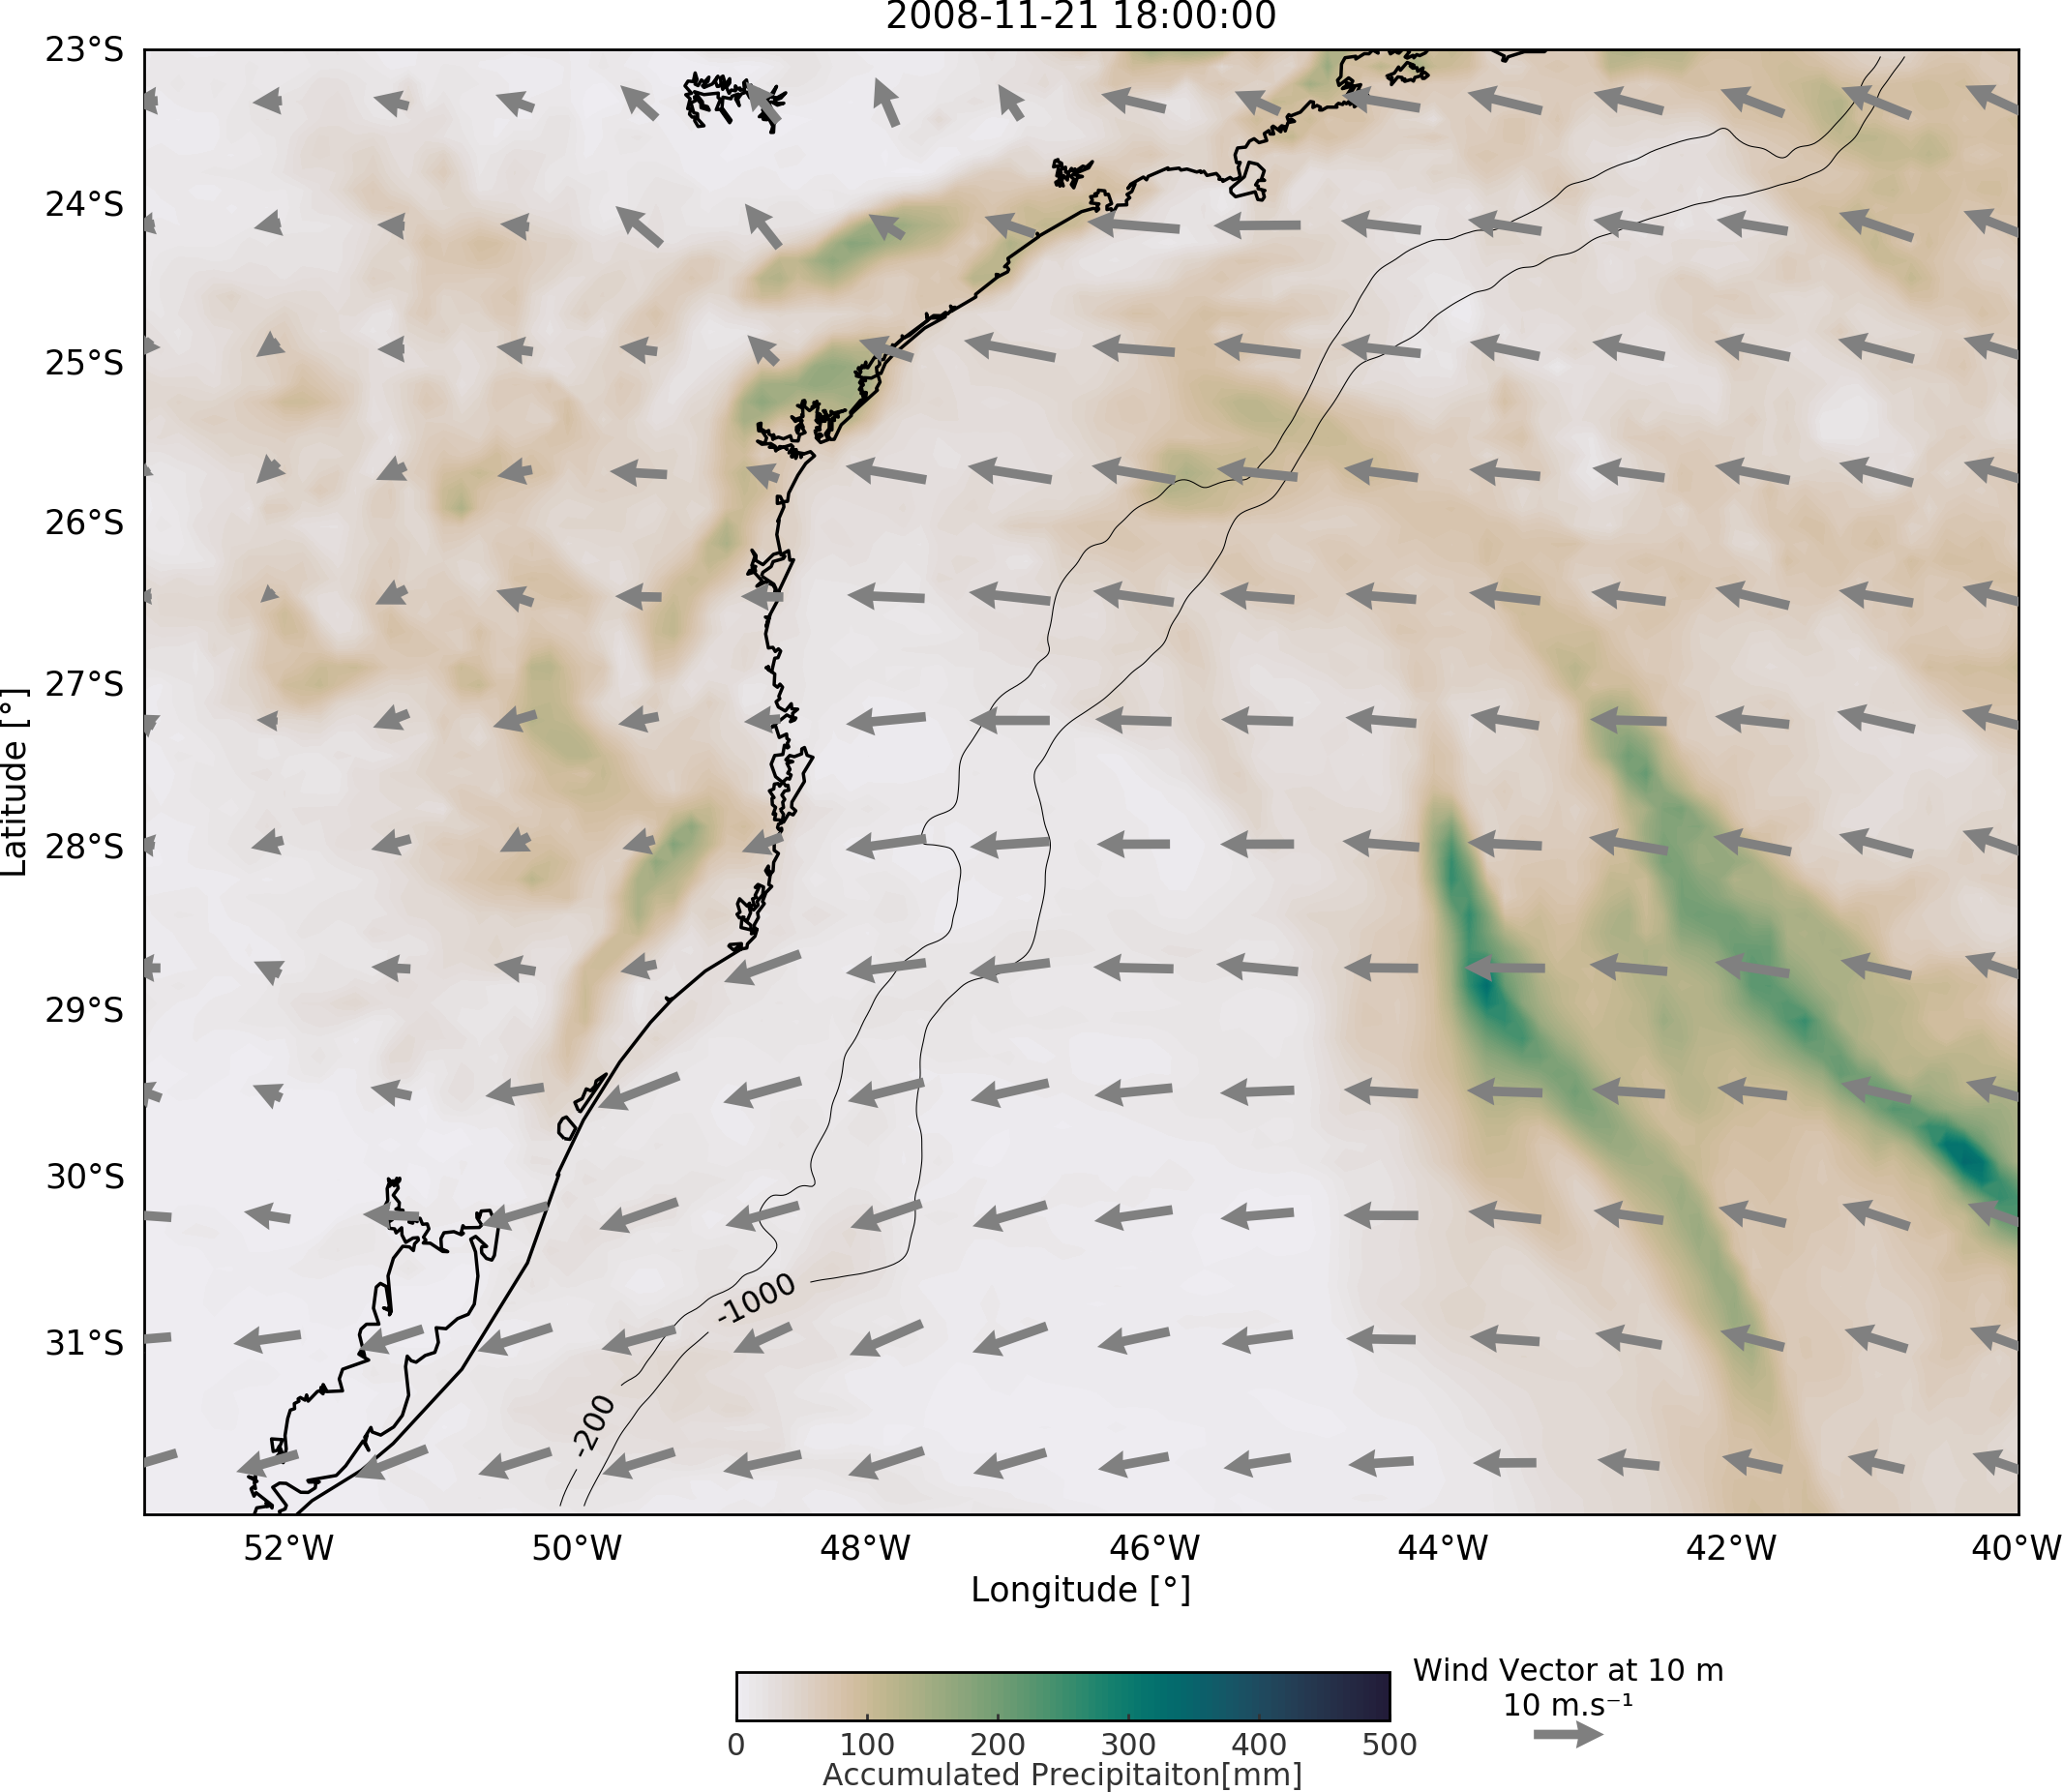 2008-11-21 18:00:00
23°S
24°S
25°S
26°S
27°S
28°S
29°S
30°S
31°S
Latitude [°]
-1000
-200
52°W 50°W 48°W 46°W 44°W 42°W 40°W
Longitude [°]
Wind Vector at 10 m
10 m.s⁻¹
0 100 200 300 400 500
Accumulated Precipitaiton[mm]